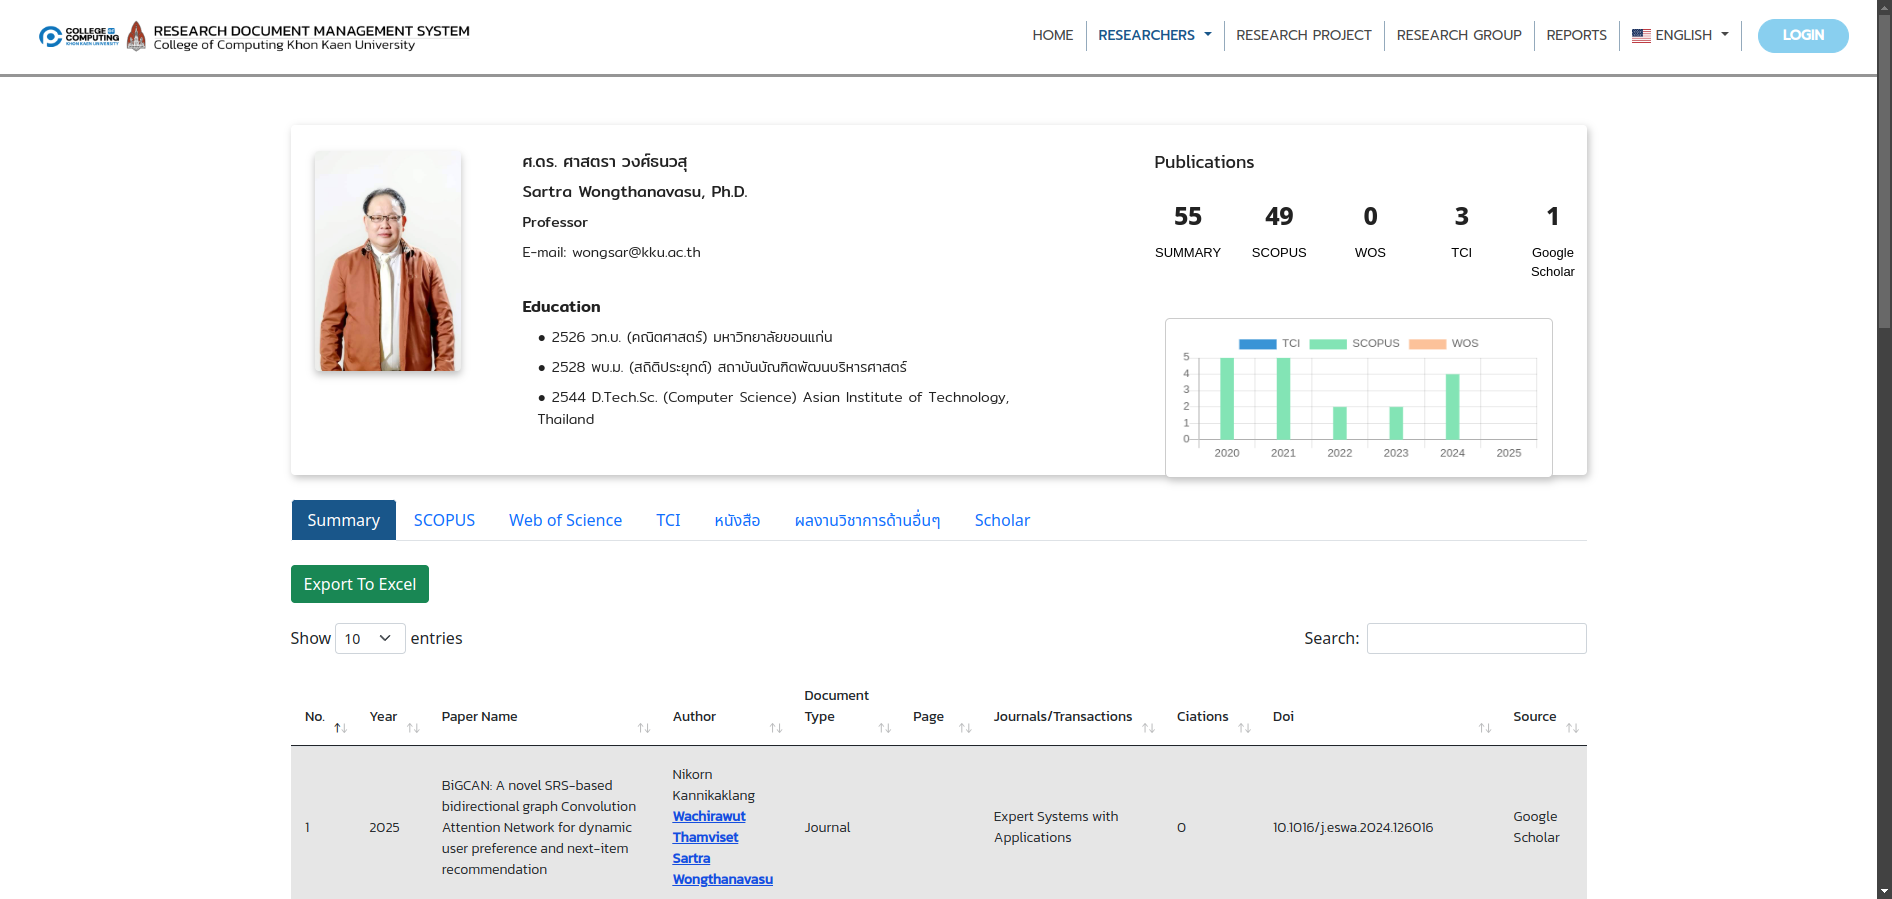 COLLEGE OF
COMPUTING
KHON KAEN UNIVERSITY
RESEARCH DOCUMENT MANAGEMENT SYSTEM
College of Computing Khon Kaen University
HOME
RESEARCHERS
RESEARCH PROJECT
RESEARCH GROUP
REPORTS
ENGLISH
LOGIN
ศ.ดร. ศาสตรา วงศ์ธนวสุ
Sartra Wongthanavasu, Ph.D.
Professor
E-mail: wongsar@kku.ac.th
Education
● 2526 วท.บ. (คณิตศาสตร์) มหาวิทยาลัยขอนแก่น
● 2528 พบ.ม. (สถิติประยุกต์) สถาบันบัณฑิตพัฒนบริหารศาสตร์
● 2544 D.Tech.Sc. (Computer Science) Asian Institute of Technology,
Thailand
Publications
55 49 0 3 1
SUMMARY SCOPUS WOS TCI Google
Scholar
TCI SCOPUS WOS
5
4
3
2
1
0
2020 2021 2022 2023 2024 2025
Summary SCOPUS Web of Science TCI หนังสือ ผลงานวิชาการด้านอื่นๆ Scholar
Export To Excel
Show 10 entries
Search:
No. Year Paper Name Author Document
Type Page Journals/Transactions Ciations Doi Source
1
2025
BiGCAN: A novel SRS-based
bidirectional graph Convolution
Attention Network for dynamic
user preference and next-item
recommendation
Nikorn
Kannikaklang
Wachirawut
Thamviset
Sartra
Wongthanavasu
Journal
Expert Systems with
Applications
0
10.1016/j.eswa.2024.126016
Google
Scholar